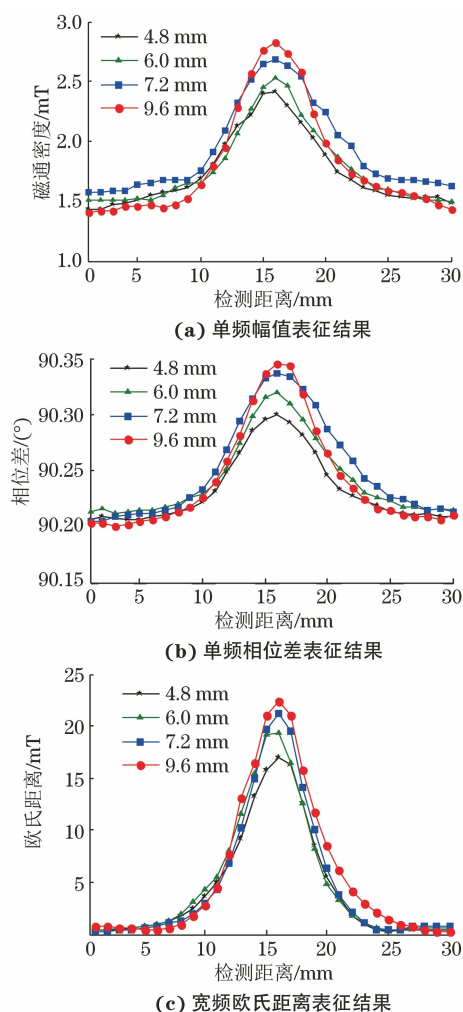 3.0
2.5
2.0
1.5
1.0
磁通密度/mT
4.8 mm
6.0 mm
7.2 mm
9.6 mm
0 5 10 15 20 25 30
检测距离/mm
(a) 单频幅值表征结果
90.35
90.30
90.25
90.20
90.15
相位差/(°)
4.8 mm
6.0 mm
7.2 mm
9.6 mm
0 5 10 15 20 25 30
检测距离/mm
(b) 单频相位差表征结果
25
20
15
10
5
欧氏距离/mT
4.8 mm
6.0 mm
7.2 mm
9.6 mm
0 5 10 15 20 25 30
检测距离/mm
(c) 宽频欧氏距离表征结果